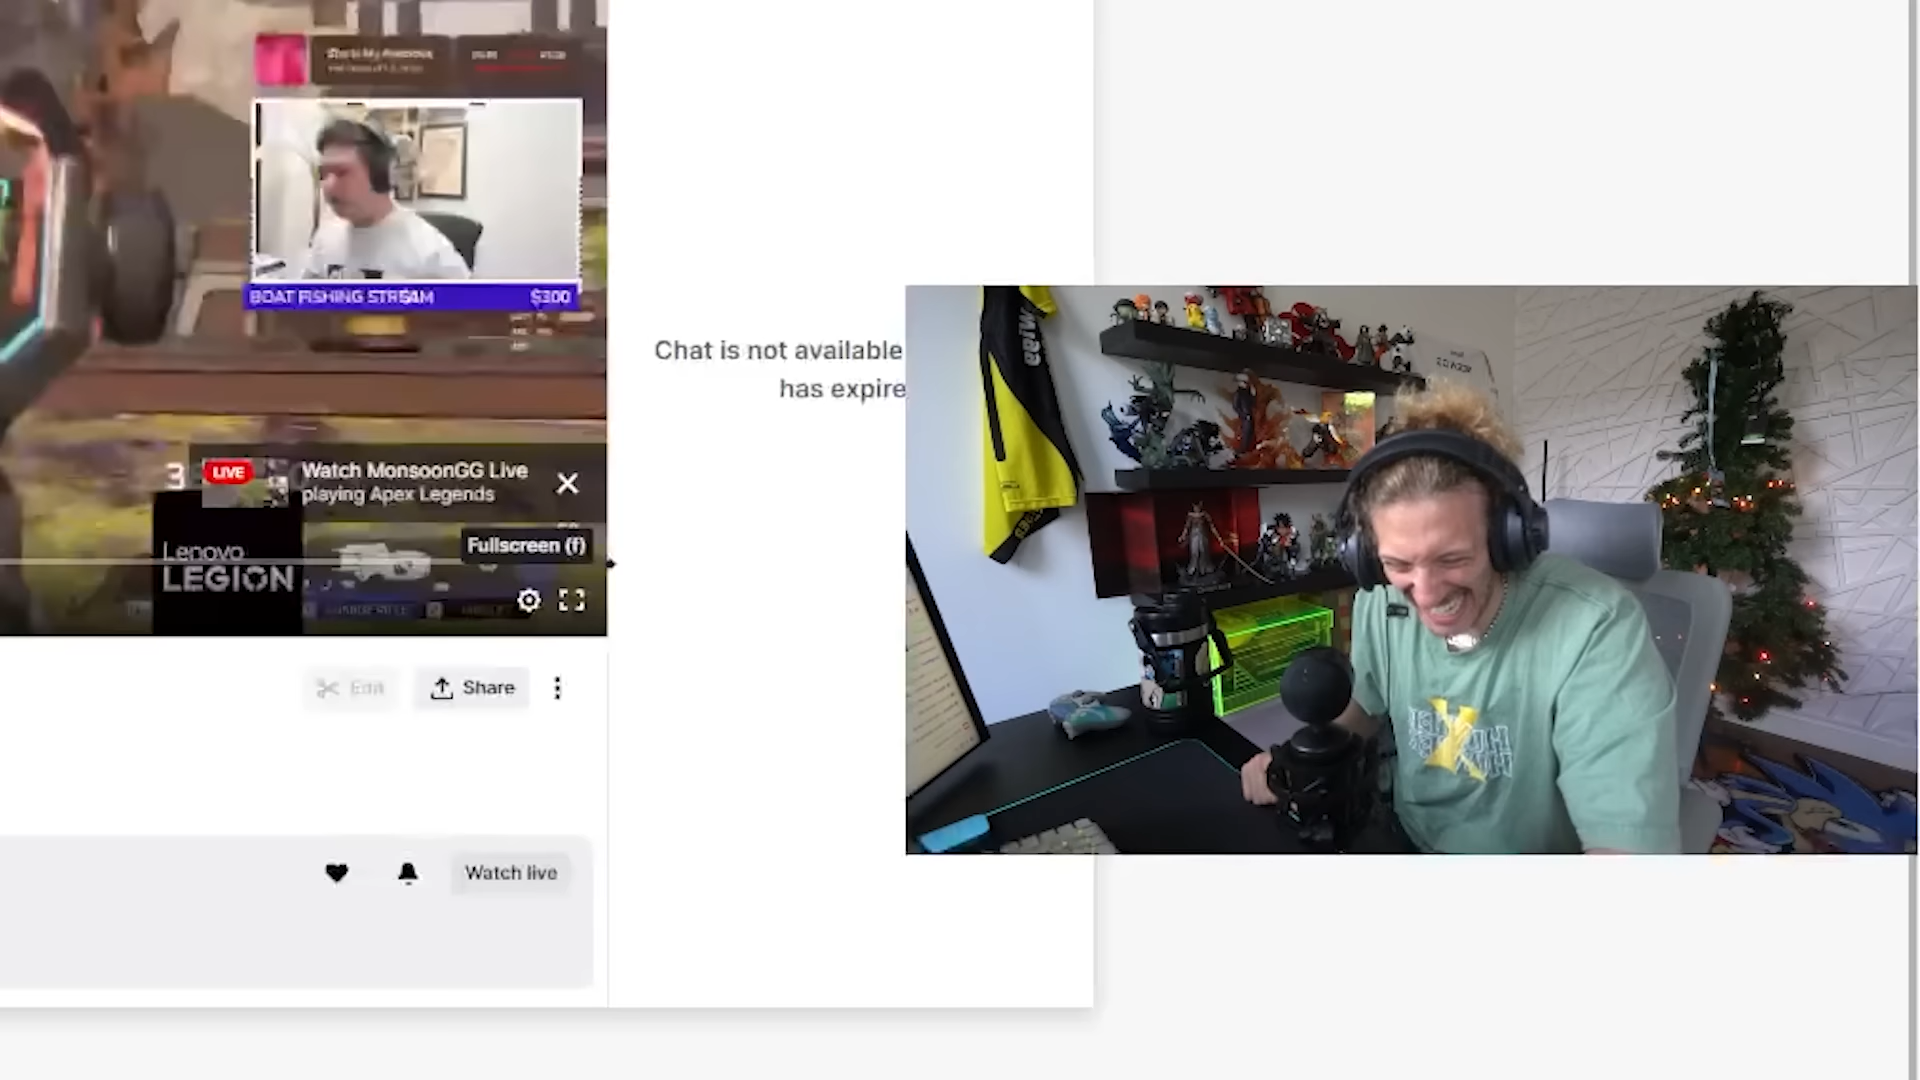 BOAT FISHING STREAM $300
Chat is not available
has expire
3
LIVE
Watch MonsoonGG Live
playing Apex Legends
Fullscreen (f)
Lenovo
LEGION
Edit
Share
Watch live